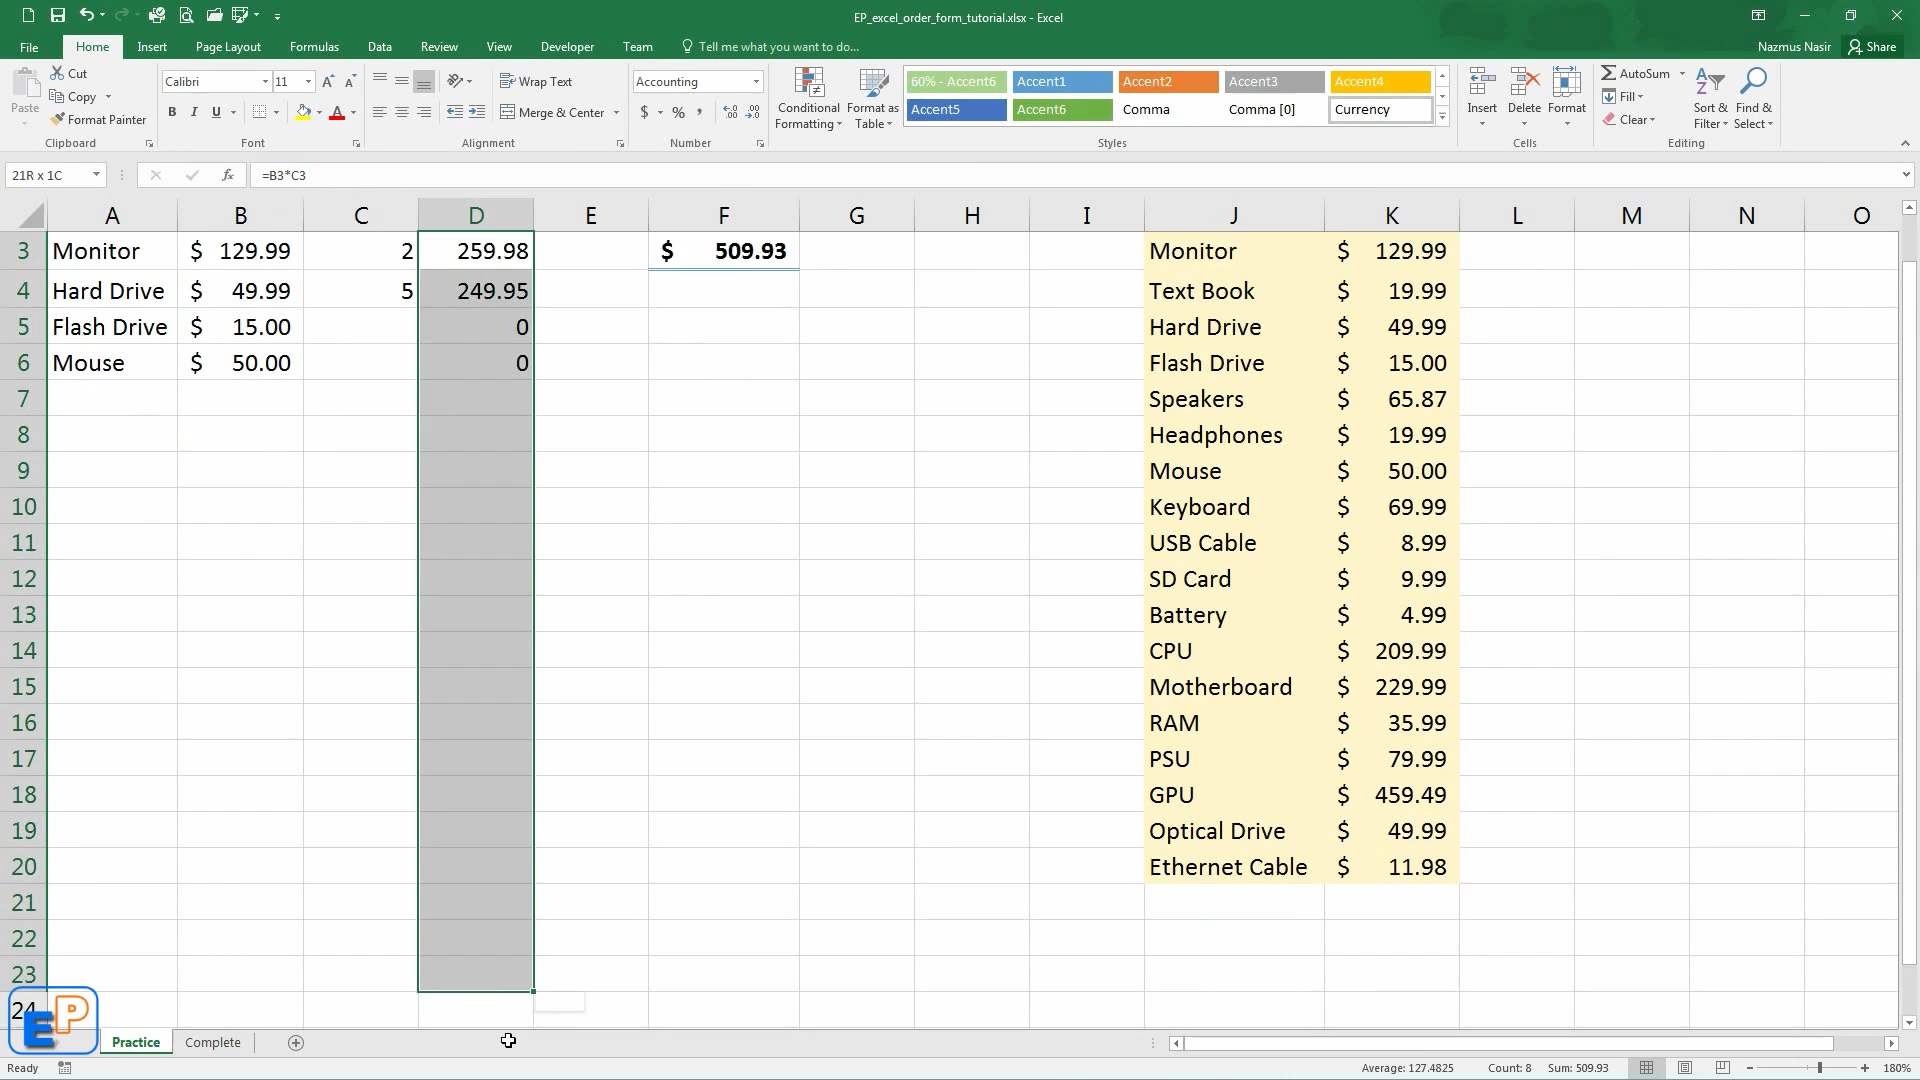 EP_excel_order_form_tutorial.xlsx - Excel
File Home Insert Page Layout Formulas Data Review View Developer Team Tell me what you want to do... Nazmus Nasir Share
Paste
Cut
Copy
Format Painter
Clipboard
Calibri 11
B I U
Font
Wrap Text
Merge & Center
Alignment
Accounting
$ % ,
Number
Conditional Formatting
Format as Table
60% - Accent6 Accent1 Accent2 Accent3 Accent4
Accent5 Accent6 Comma Comma [0] Currency
Styles
Insert Delete Format
Cells
AutoSum
Fill
Clear
Sort & Filter
Find & Select
Editing
21R x 1C fx =B3*C3
A B C D E F G H I J K L M N O
3 Monitor $ 129.99 2 259.98 $ 509.93 Monitor $ 129.99
4 Hard Drive $ 49.99 5 249.95 Text Book $ 19.99
5 Flash Drive $ 15.00 0 Hard Drive $ 49.99
6 Mouse $ 50.00 0 Flash Drive $ 15.00
7 Speakers $ 65.87
8 Headphones $ 19.99
9 Mouse $ 50.00
10 Keyboard $ 69.99
11 USB Cable $ 8.99
12 SD Card $ 9.99
13 Battery $ 4.99
14 CPU $ 209.99
15 Motherboard $ 229.99
16 RAM $ 35.99
17 PSU $ 79.99
18 GPU $ 459.49
19 Optical Drive $ 49.99
20 Ethernet Cable $ 11.98
21
22
23
24
EP
Practice Complete
Ready Average: 127.4825 Count: 8 Sum: 509.93 180%